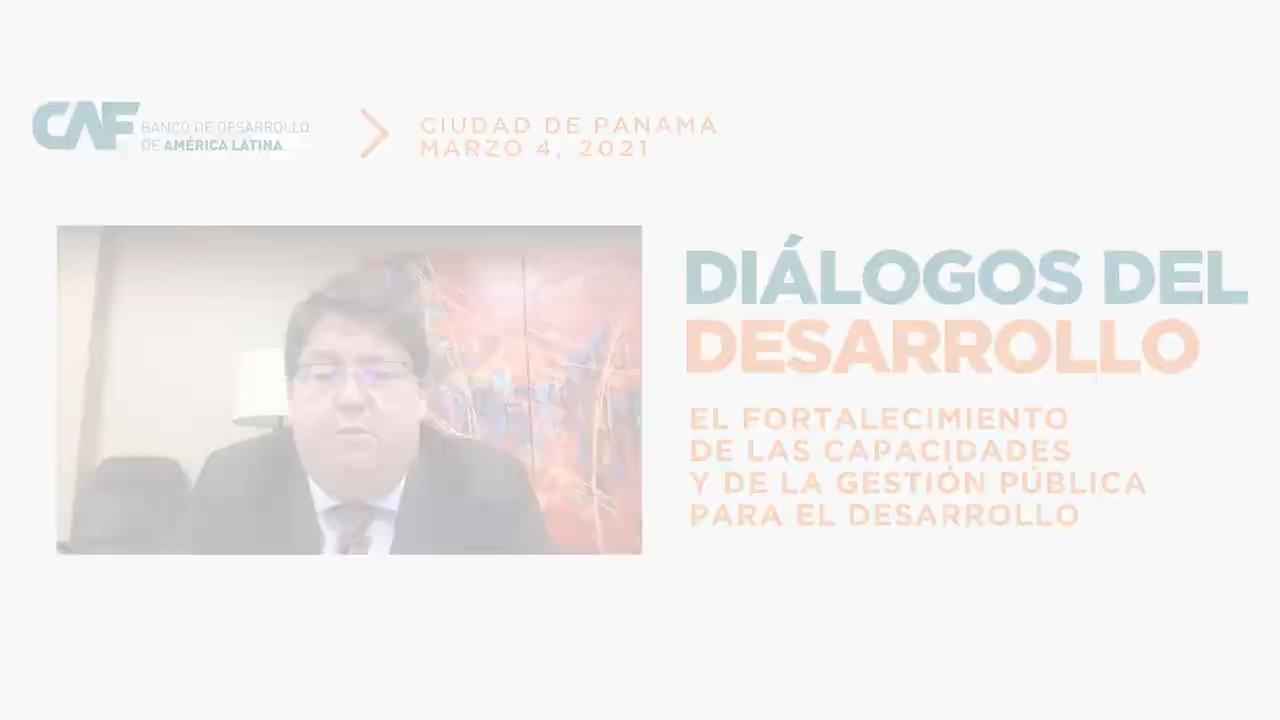 CAF BANCO DE DESARROLLO
DE AMÉRICA LATINA
CIUDAD DE PANAMÁ
MARZO 4, 2021
DIÁLOGOS DEL
DESARROLLO
EL FORTALECIMIENTO
DE LAS CAPACIDADES
Y DE LA GESTIÓN PÚBLICA
PARA EL DESARROLLO